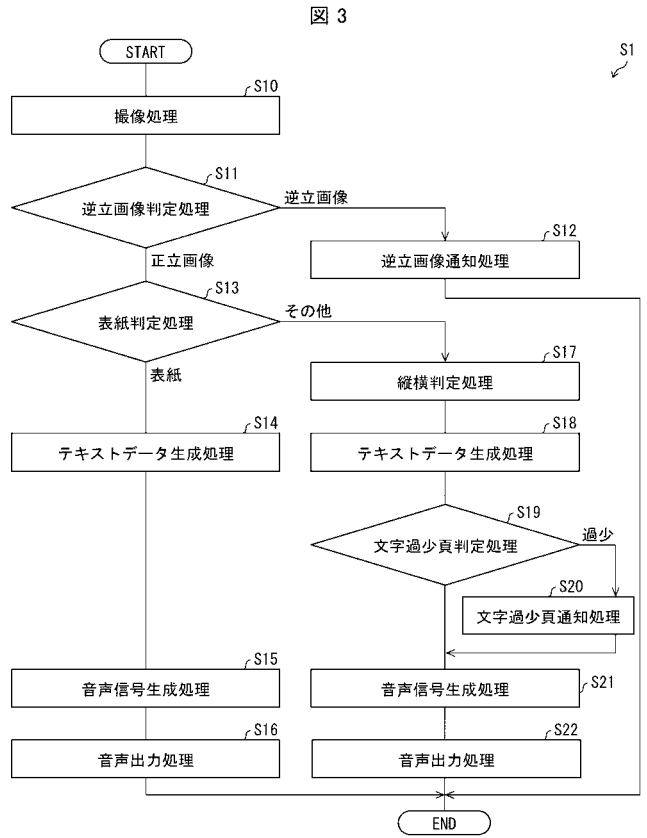 図 3
START
S1
S10
撮像処理
S11
逆立画像判定処理
逆立画像
S12
逆立画像通知処理
正立画像
S13
表紙判定処理
その他
表紙
S17
縦横判定処理
S14
テキストデータ生成処理
S18
テキストデータ生成処理
S19
文字過少頁判定処理
過少
S20
文字過少頁通知処理
S15
音声信号生成処理
S21
音声信号生成処理
S16
音声出力処理
S22
音声出力処理
END